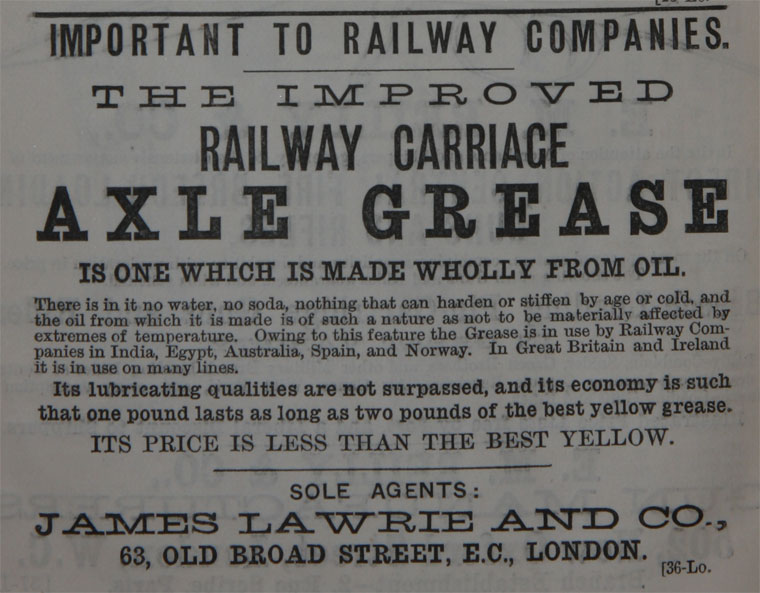 IMPORTANT TO RAILWAY COMPANIES.
THE IMPROVED
RAILWAY CARRIAGE
AXLE GREASE
IS ONE WHICH IS MADE WHOLLY FROM OIL.
There is in it no water, no soda, nothing that can harden or stiffen by age or cold, and
the oil from which it is made is of such a nature as not to be materially affected by
extremes of temperature. Owing to this feature the Grease is in use by Railway Com-
panies in India, Egypt, Australia, Spain, and Norway. In Great Britain and Ireland
it is in use on many lines.
Its lubricating qualities are not surpassed, and its economy is such
that one pound lasts as long as two pounds of the best yellow grease.
ITS PRICE IS LESS THAN THE BEST YELLOW.
SOLE AGENTS:
JAMES LAWRIE AND CO.,
63, OLD BROAD STREET, E.C., LONDON.
[36-Lo.